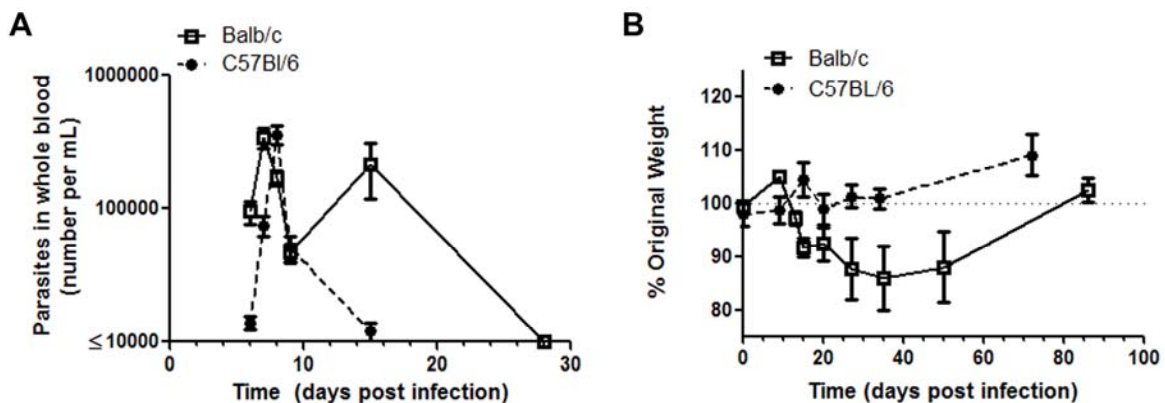 A
Balb/c
C57Bl/6
Parasites in whole blood
(number per mL)
1000000
100000
≤10000
0
10
20
30
Time (days post infection)
B
Balb/c
C57BL/6
% Original Weight
120
110
100
90
80
0
20
40
60
80
100
Time (days post infection)